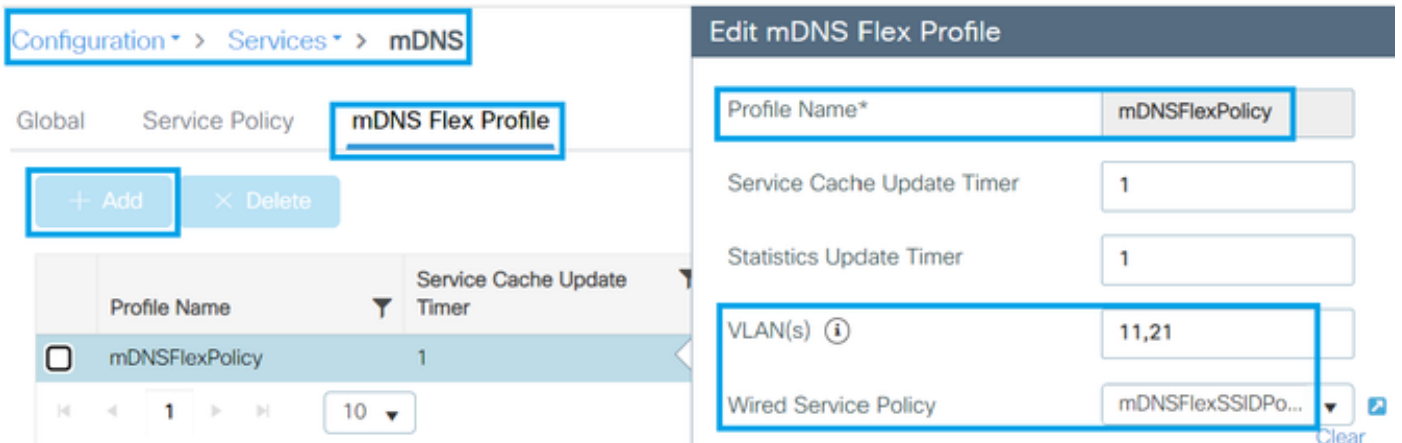 Configuration > Services > mDNS
Global Service Policy mDNS Flex Profile
+ Add × Delete
Profile Name Service Cache Update Timer
mDNSFlexPolicy 1
1 10
Edit mDNS Flex Profile
Profile Name* mDNSFlexPolicy
Service Cache Update Timer 1
Statistics Update Timer 1
VLAN(s) i 11,21
Wired Service Policy mDNSFlexSSIDPo...
Clear